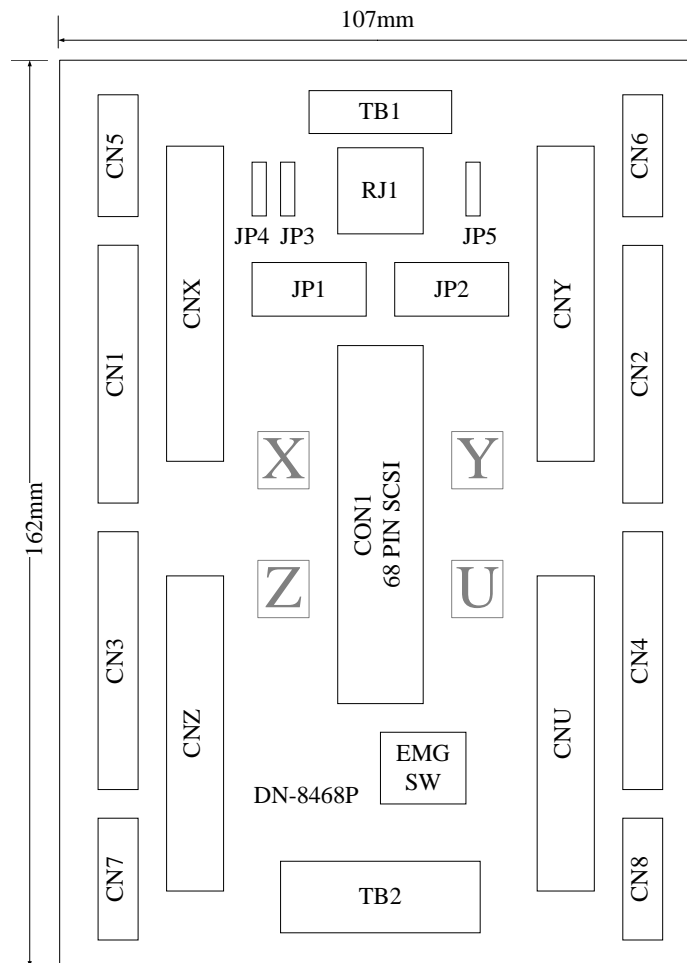 107mm
TB1
CN5
CN6
RJ1
JP4
JP3
JP5
CNX
CNY
JP1
JP2
CN1
CN2
X
Y
CON1
68 PIN SCSI
162mm
Z
U
CN3
CN4
CNZ
CNU
EMG
SW
DN-8468P
CN7
CN8
TB2